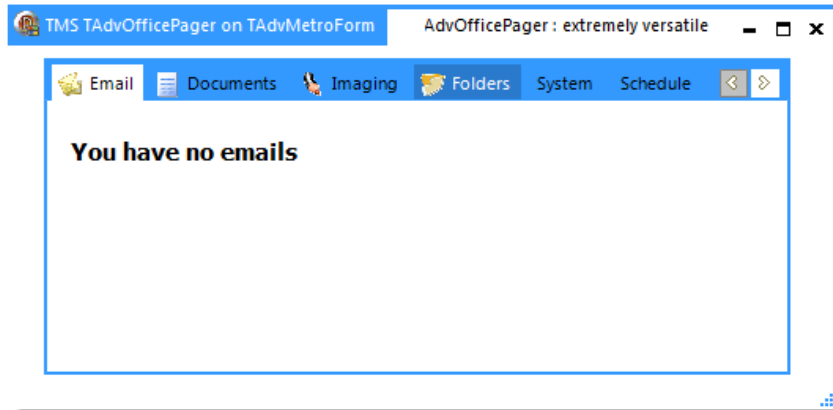 TMS TAdvOfficePager on TAdvMetroForm AdvOfficePager : extremely versatile
Email Documents Imaging Folders System Schedule
You have no emails